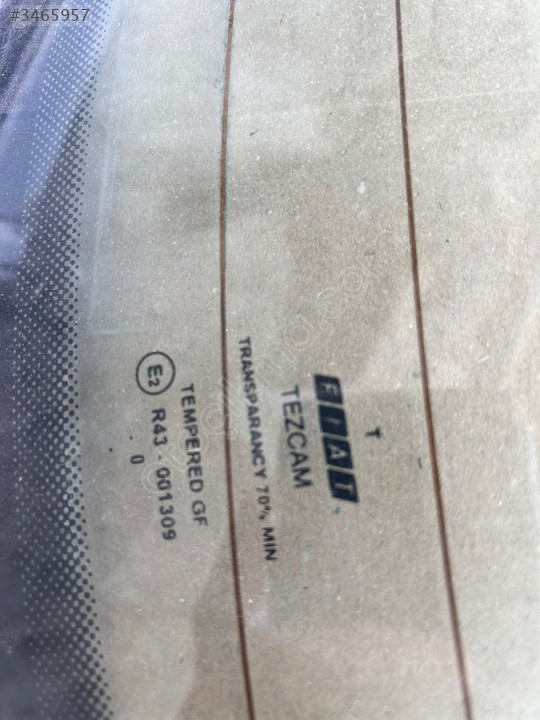 #3465957
T
FIAT
TEZCAM
TRANSPARANCY 70% MIN
TEMPERED GF
E2 R43 . 001309
. 0